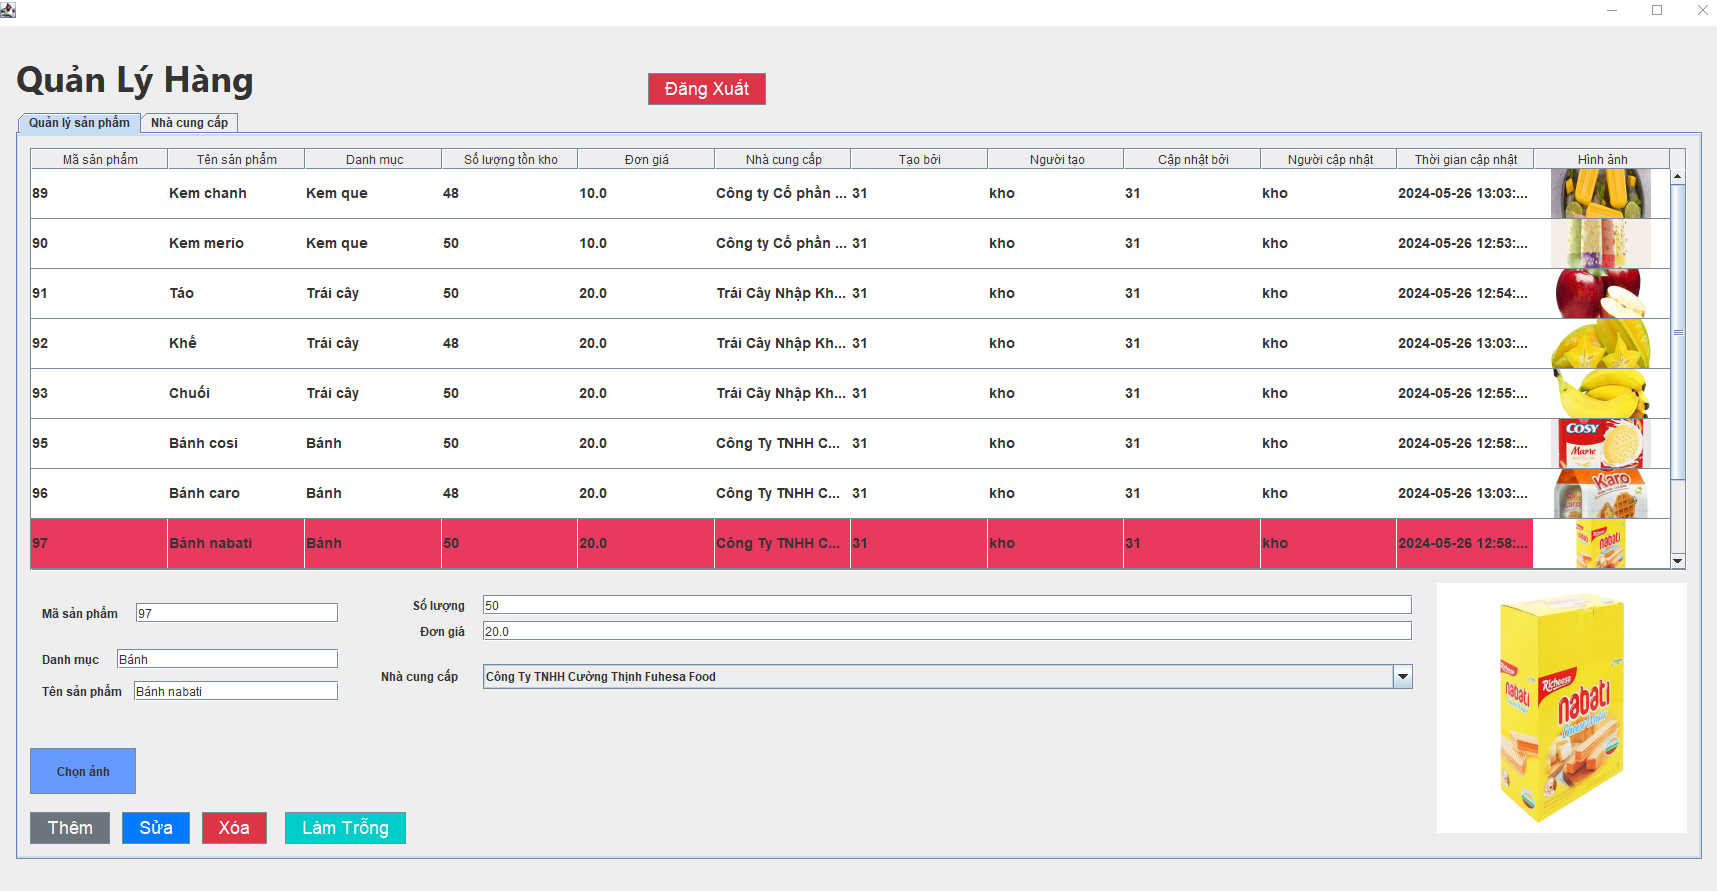 Quản Lý Hàng
Đăng Xuất
Quản lý sản phẩm Nhà cung cấp
Mã sản phẩm Tên sản phẩm Danh mục Số lượng tồn kho Đơn giá Nhà cung cấp Tạo bởi Người tạo Cập nhật bởi Người cập nhật Thời gian cập nhật Hình ảnh
89 Kem chanh Kem que 48 10.0 Công ty Cổ phần ... 31 kho 31 kho 2024-05-26 13:03:...
90 Kem merio Kem que 50 10.0 Công ty Cổ phần ... 31 kho 31 kho 2024-05-26 12:53:...
91 Táo Trái cây 50 20.0 Trái Cây Nhập Kh... 31 kho 31 kho 2024-05-26 12:54:...
92 Khế Trái cây 48 20.0 Trái Cây Nhập Kh... 31 kho 31 kho 2024-05-26 13:03:...
93 Chuối Trái cây 50 20.0 Trái Cây Nhập Kh... 31 kho 31 kho 2024-05-26 12:55:...
95 Bánh cosi Bánh 50 20.0 Công Ty TNHH C... 31 kho 31 kho 2024-05-26 12:58:... COSY Marie
96 Bánh caro Bánh 48 20.0 Công Ty TNHH C... 31 kho 31 kho 2024-05-26 13:03:... Karo
97 Bánh nabati Bánh 50 20.0 Công Ty TNHH C... 31 kho 31 kho 2024-05-26 12:58:... nabati
Mã sản phẩm 97
Số lượng 50
Đơn giá 20.0
Danh mục Bánh
Nhà cung cấp Công Ty TNHH Cường Thịnh Fuhesa Food
Tên sản phẩm Bánh nabati
Richeese
nabati
Cheese Wafer
Richeese
nabati
Chọn ảnh
Thêm Sửa Xóa Làm Trống